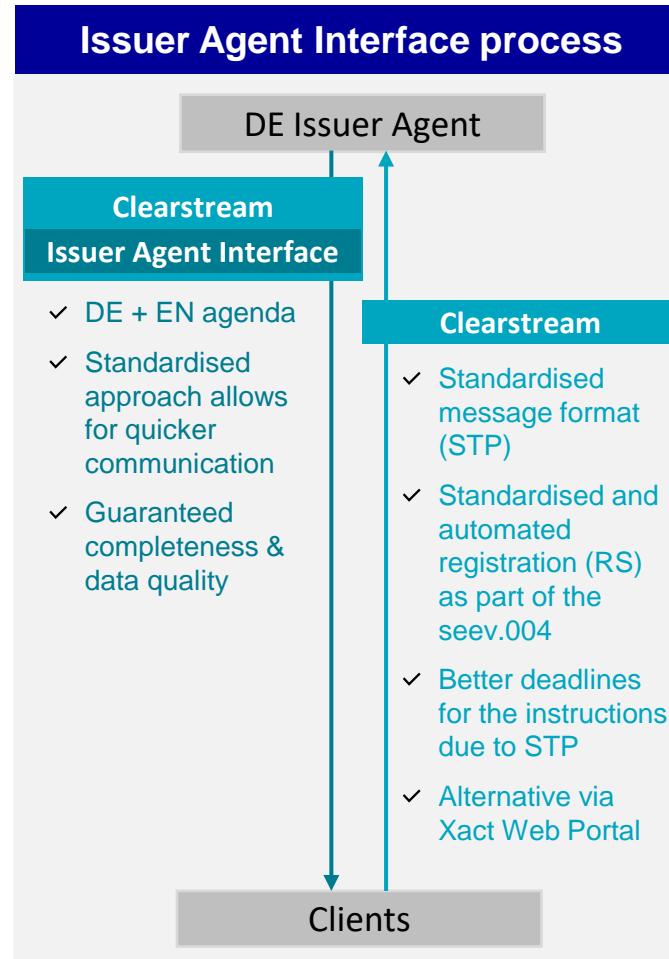 Issuer Agent Interface process
DE Issuer Agent
Clearstream
Issuer Agent Interface
DE + EN agenda
Standardised
approach allows
for quicker
communication
Guaranteed
completeness &
data quality
Clearstream
Standardised
message format
(STP)
Standardised and
automated
registration (RS)
as part of the
seev.004
Better deadlines
for the instructions
due to STP
Alternative via
Xact Web Portal
Clients